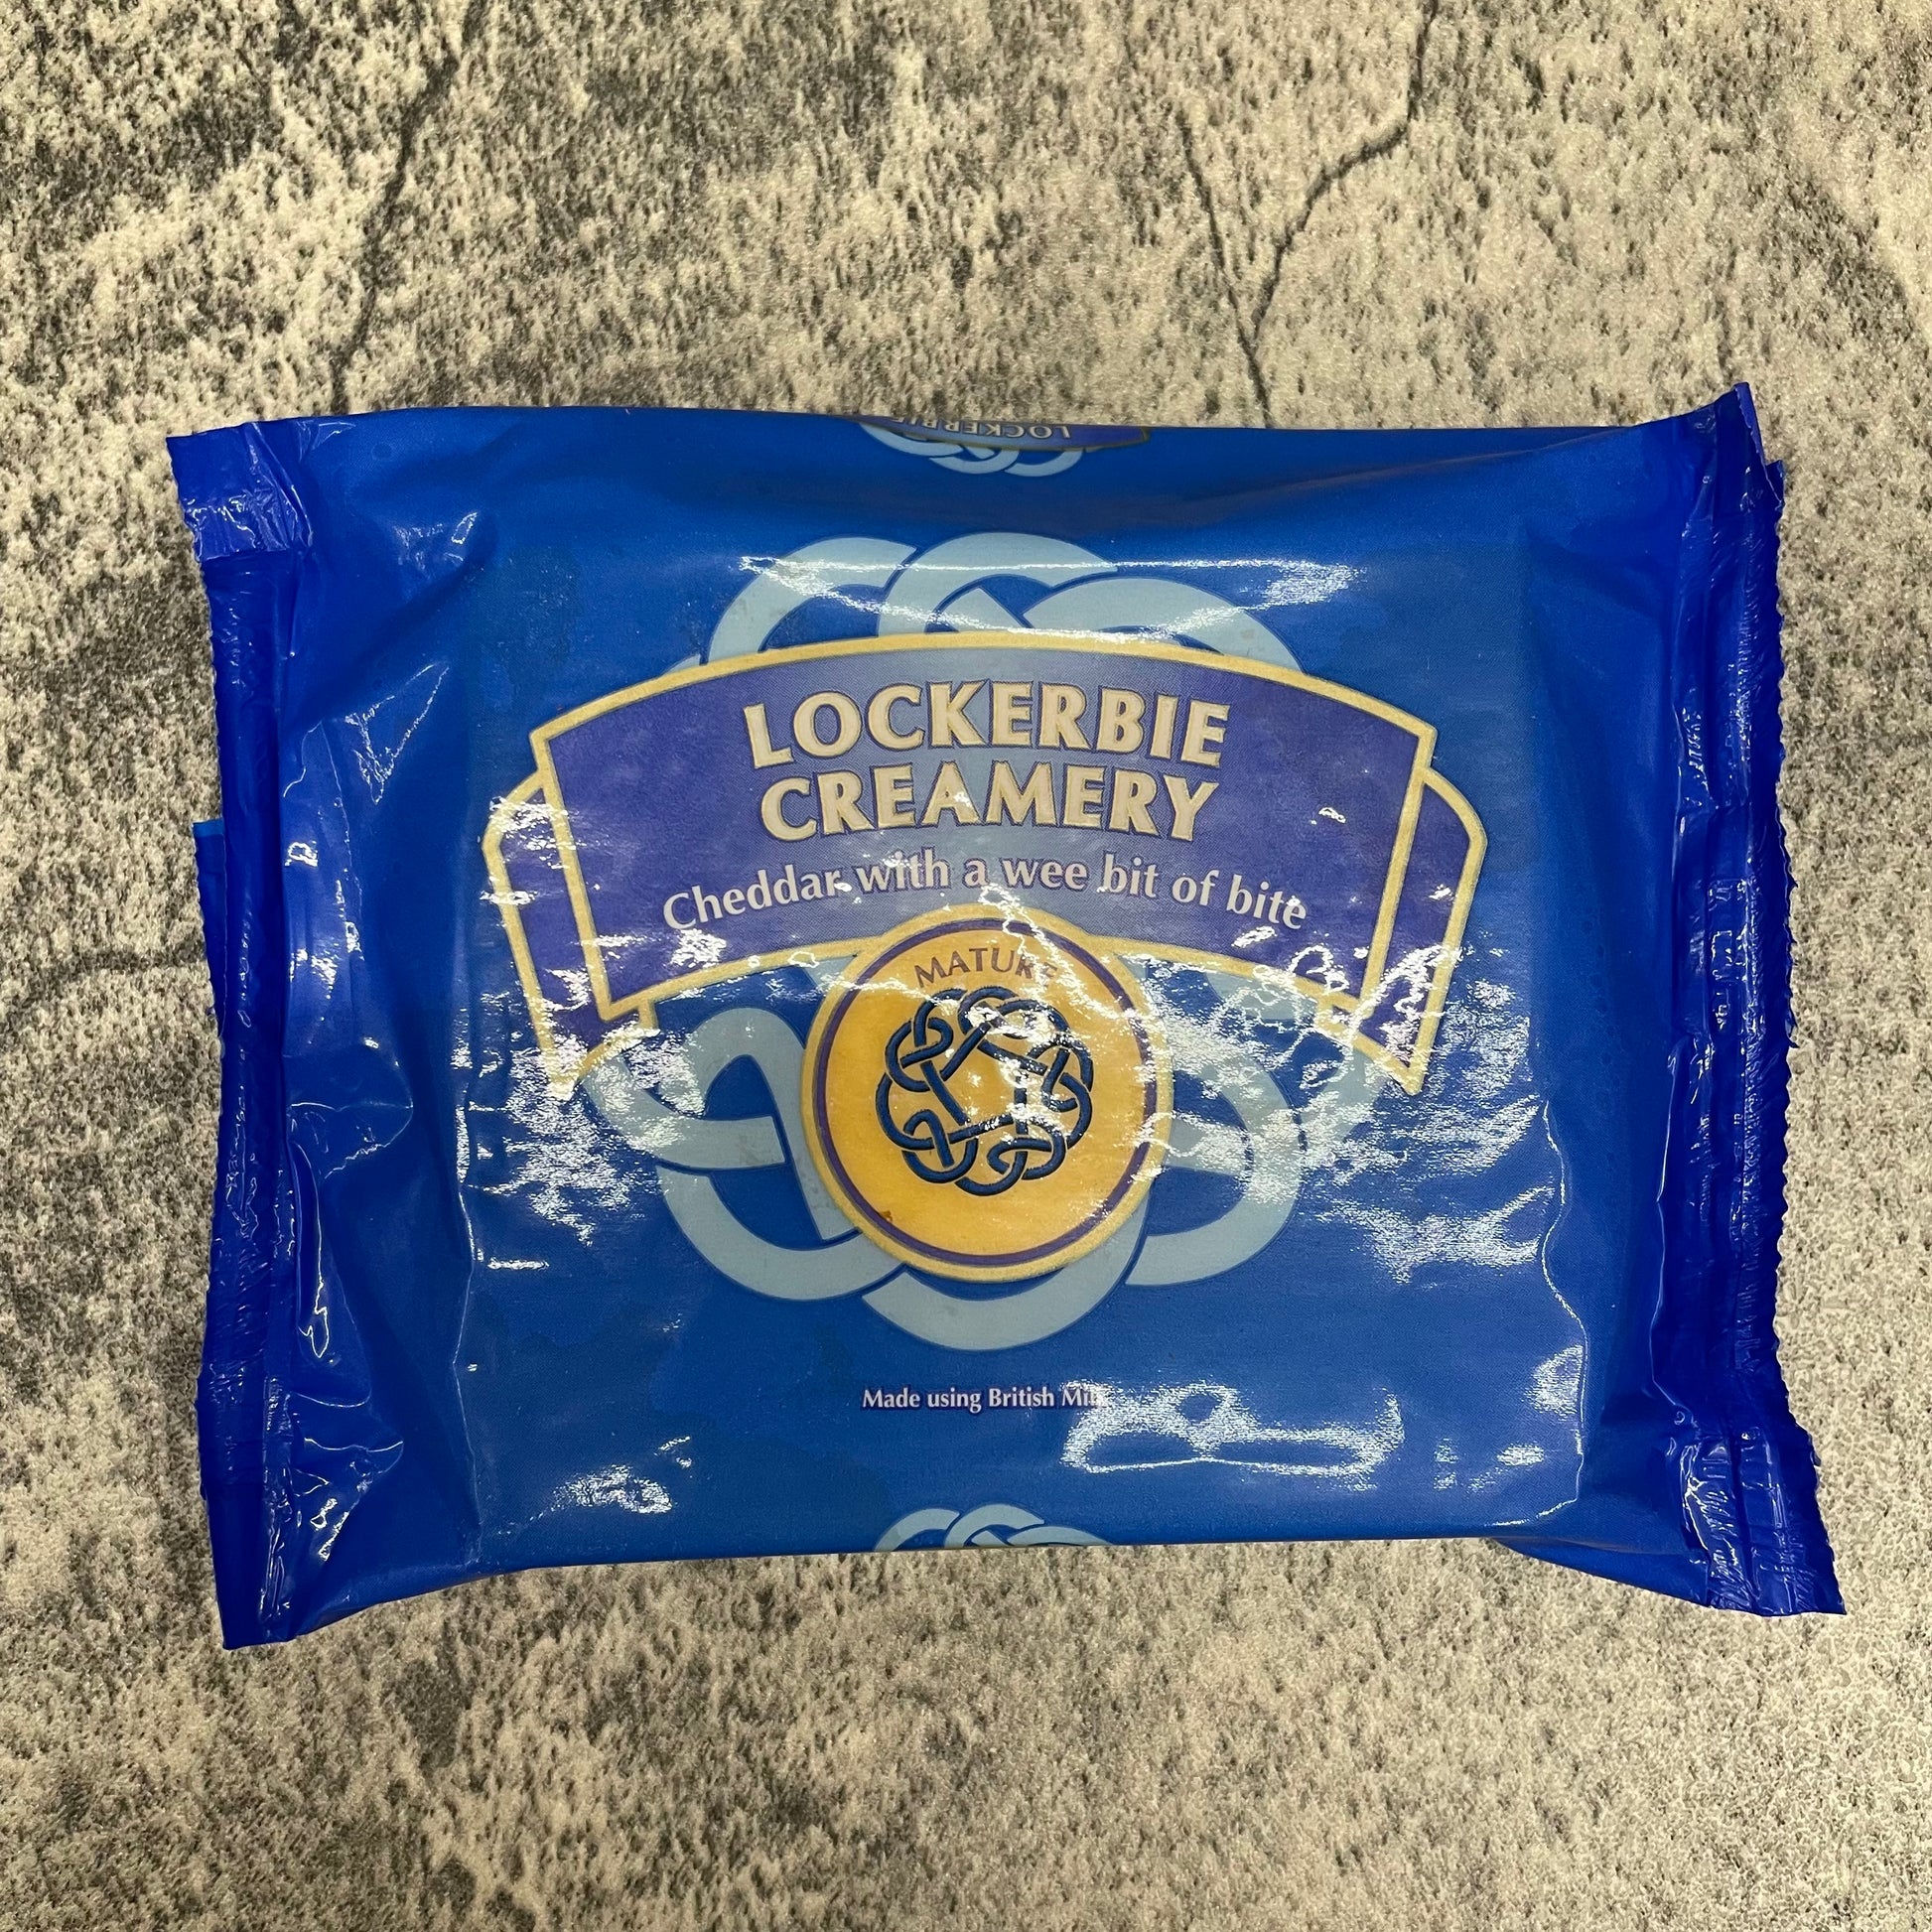 LOCKERBIE
LOCKERBIE
CREAMERY
Cheddar with a wee bit of bite
MATURE
Made using British Milk